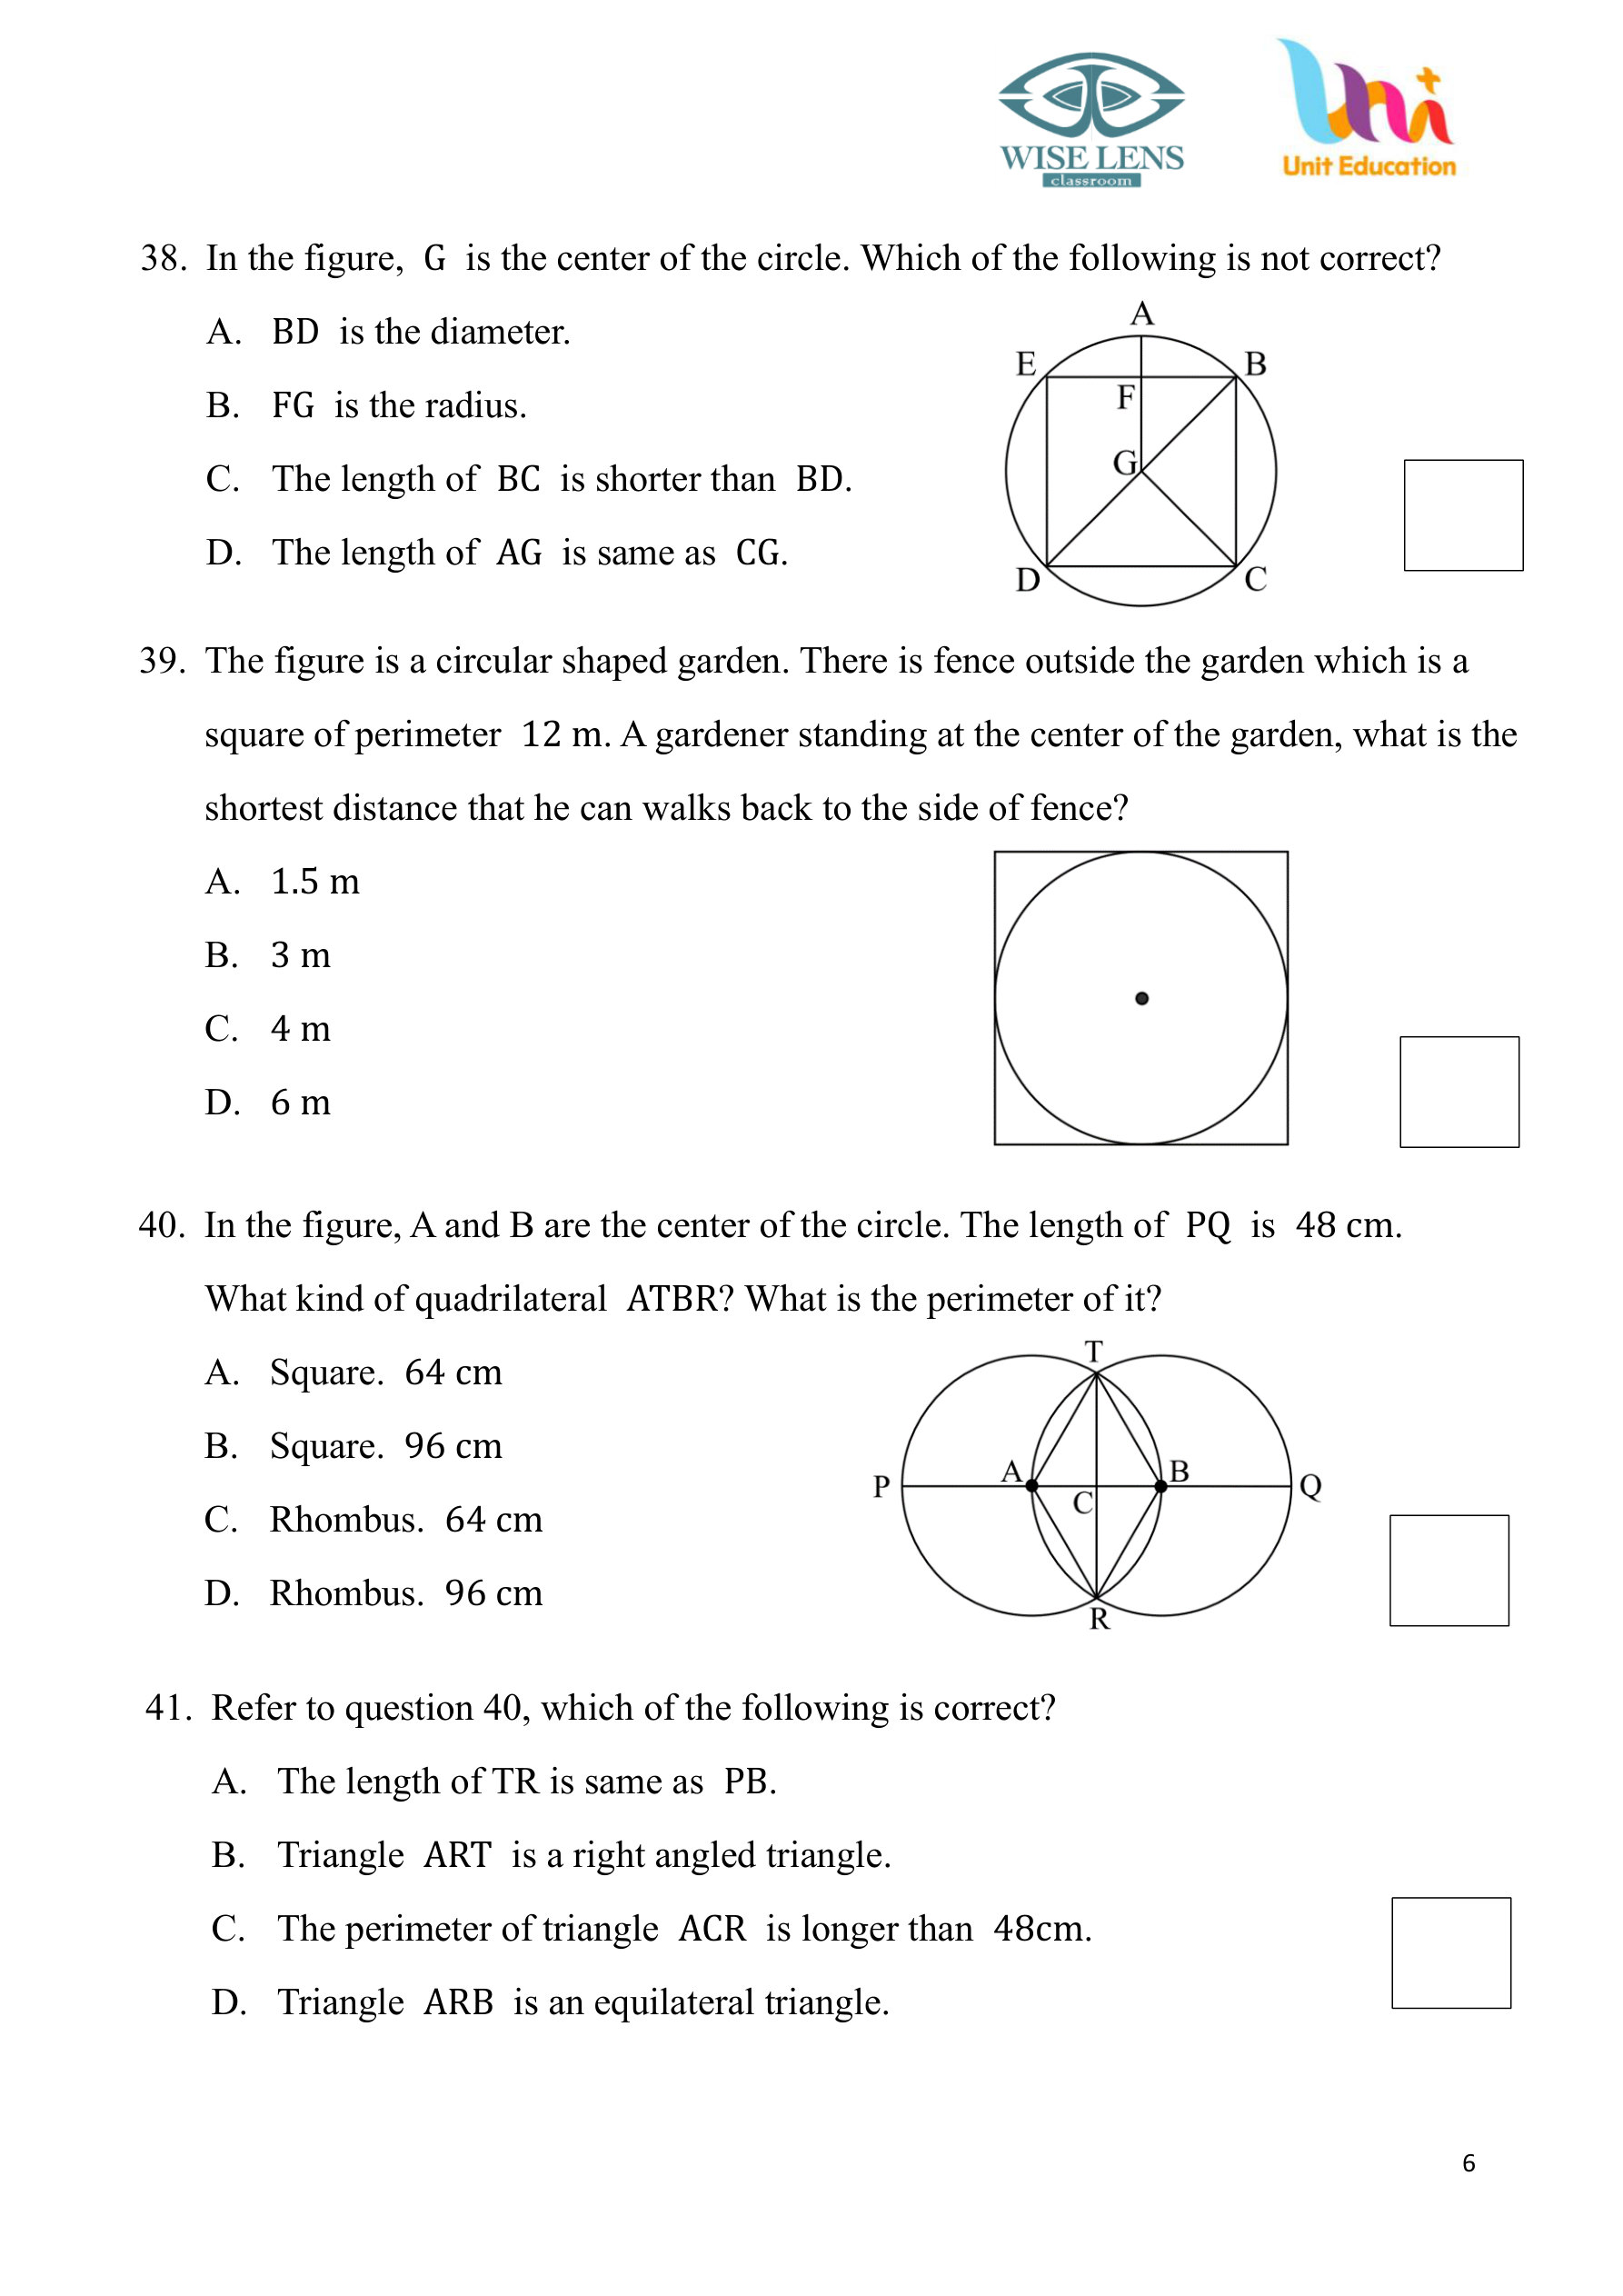 WISE LENS
classroom
Uni
Unit Education
38. In the figure, G is the center of the circle. Which of the following is not correct?
A. BD is the diameter.
B. FG is the radius.
C. The length of BC is shorter than BD.
D. The length of AG is same as CG.
A
E
B
F
G
D
C
39. The figure is a circular shaped garden. There is fence outside the garden which is a
square of perimeter 12 m. A gardener standing at the center of the garden, what is the
shortest distance that he can walks back to the side of fence?
A. 1.5 m
B. 3 m
C. 4 m
D. 6 m
40. In the figure, A and B are the center of the circle. The length of PQ is 48 cm.
What kind of quadrilateral ATBR? What is the perimeter of it?
A. Square. 64 cm
B. Square. 96 cm
C. Rhombus. 64 cm
D. Rhombus. 96 cm
T
P
A
C
B
Q
R
41. Refer to question 40, which of the following is correct?
A. The length of TR is same as PB.
B. Triangle ART is a right angled triangle.
C. The perimeter of triangle ACR is longer than 48cm.
D. Triangle ARB is an equilateral triangle.
6